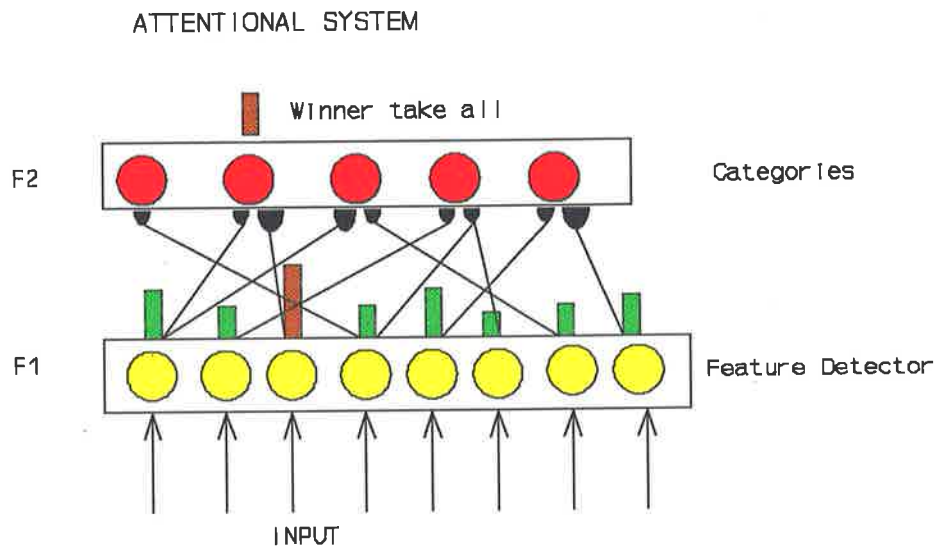 ATTENTIONAL SYSTEM
Winner take all
F2
Categories
F1
Feature Detector
INPUT